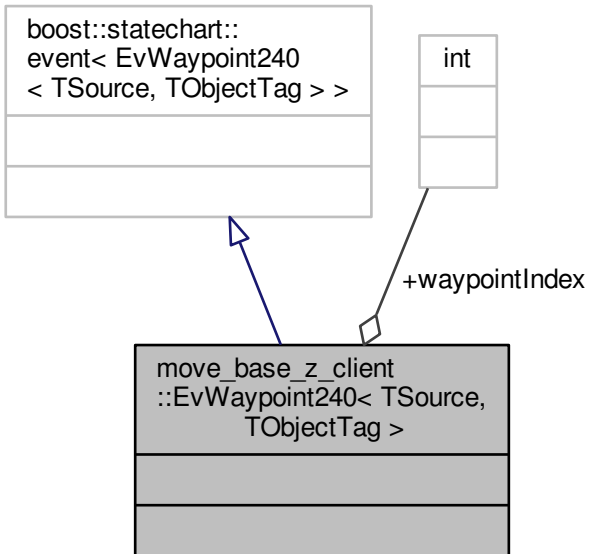 boost::statechart::
event< EvWaypoint240
< TSource, TObjectTag > >
int
+waypointIndex
move_base_z_client
::EvWaypoint240< TSource,
TObjectTag >